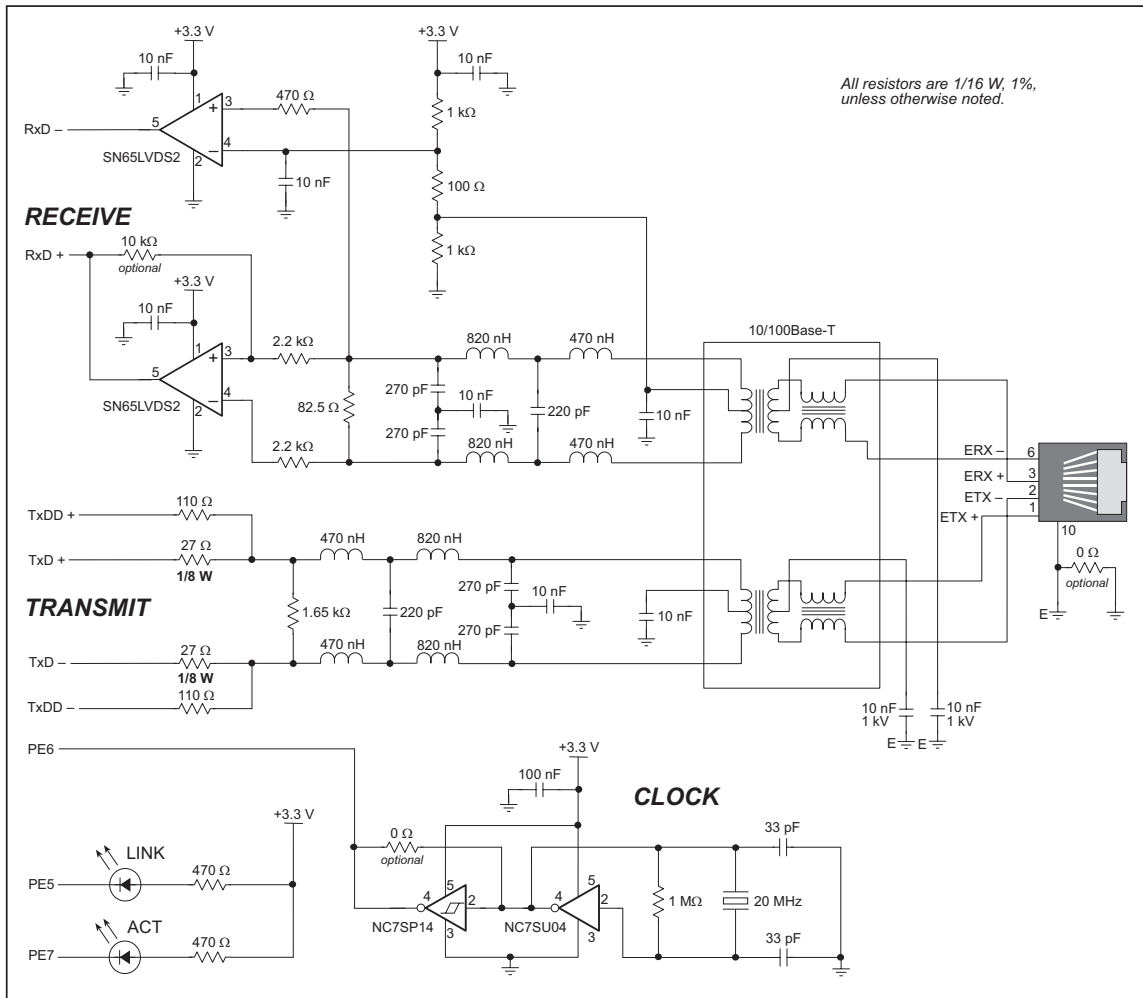 +3.3 V
+3.3 V
10 nF
10 nF
All resistors are 1/16 W, 1%,
unless otherwise noted.
470 Ω
1
3
+
1 kΩ
RxD –
5
4
–
SN65LVDS2
2
10 nF
100 Ω
RECEIVE
10 kΩ
RxD +
optional
1 kΩ
+3.3 V
10 nF
10/100Base-T
820 nH
470 nH
2.2 kΩ
1
3
+
5
270 pF
10 nF
4
–
82.5 Ω
220 pF
10 nF
SN65LVDS2
2
270 pF
820 nH
470 nH
2.2 kΩ
ERX –
6
ERX +
3
ETX –
2
ETX +
1
10
110 Ω
TxDD +
470 nH
820 nH
27 Ω
TxD +
1/8 W
0 Ω
optional
270 pF
10 nF
TRANSMIT
1.65 kΩ
220 pF
10 nF
270 pF
E
470 nH
820 nH
27 Ω
TxD –
1/8 W
110 Ω
TxDD –
10 nF
1 kV
10 nF
1 kV
E
E
PE6
+3.3 V
100 nF
CLOCK
+3.3 V
0 Ω
optional
33 pF
LINK
470 Ω
PE5
5
4
2
5
4
2
1 MΩ
20 MHz
NC7SP14
3
NC7SU04
3
ACT
470 Ω
PE7
33 pF